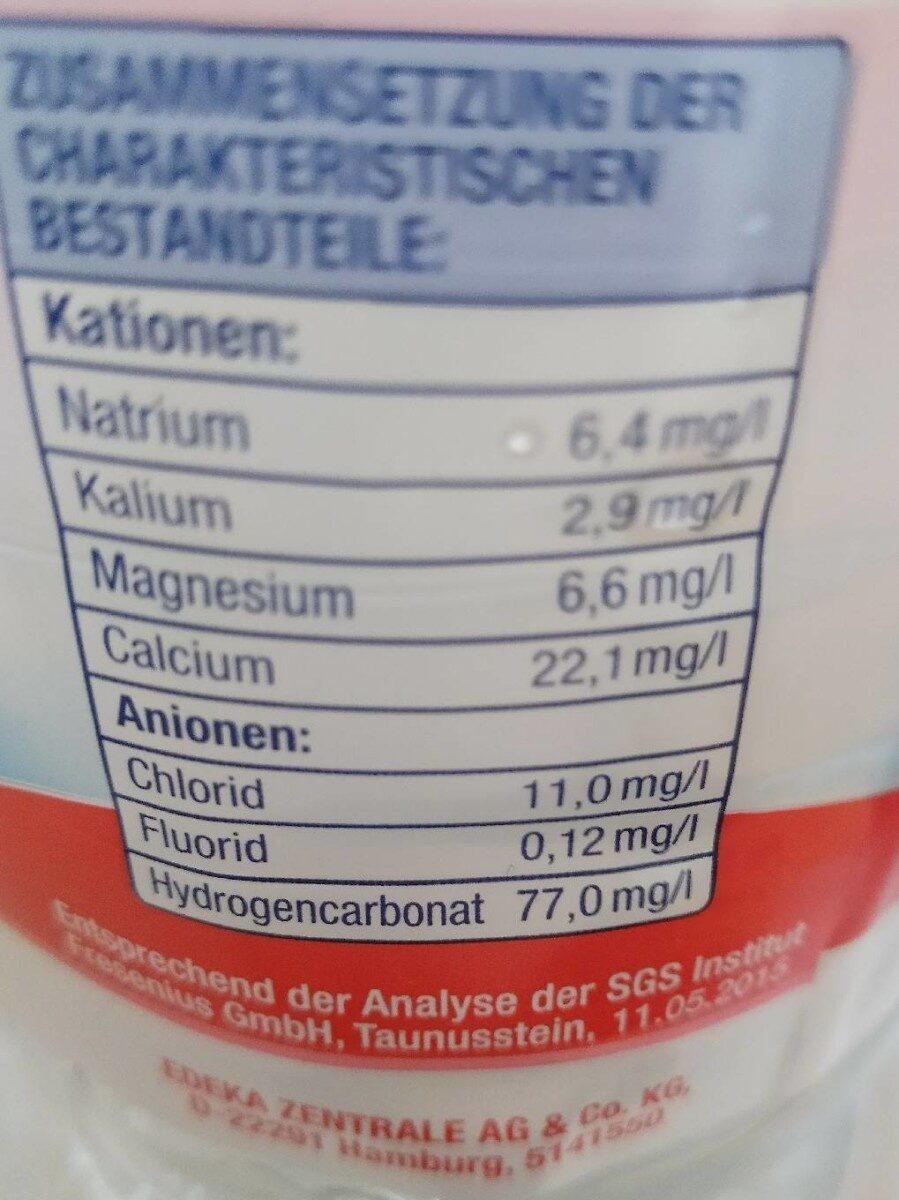 ZUSAMMENSETZUNG DER
CHARAKTERISTISCHEN
BESTANDTEILE:
Kationen:
Natrium 6,4 mg/l
Kalium 2,9 mg/l
Magnesium 6,6 mg/l
Calcium 22,1 mg/l
Anionen:
Chlorid 11,0 mg/l
Fluorid 0,12 mg/l
Hydrogencarbonat 77,0 mg/l
Entsprechend der Analyse der SGS Institut
Fresenius GmbH, Taunusstein, 11.05.2015
EDEKA ZENTRALE AG & Co. KG,
D-22291 Hamburg, 5141550